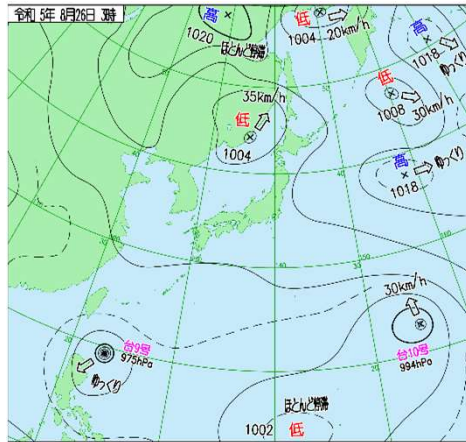 令和 5年 8月26日 3時
高
1020
ほとんど停滞
低
1004
20km/h
高
1018
ゆっくり
35km/h
低
1004
低
1008
30km/h
高
1018
ゆっくり
30km/h
台9号
975hPa
ゆっくり
台10号
994hPa
ほとんど停滞
1002
低